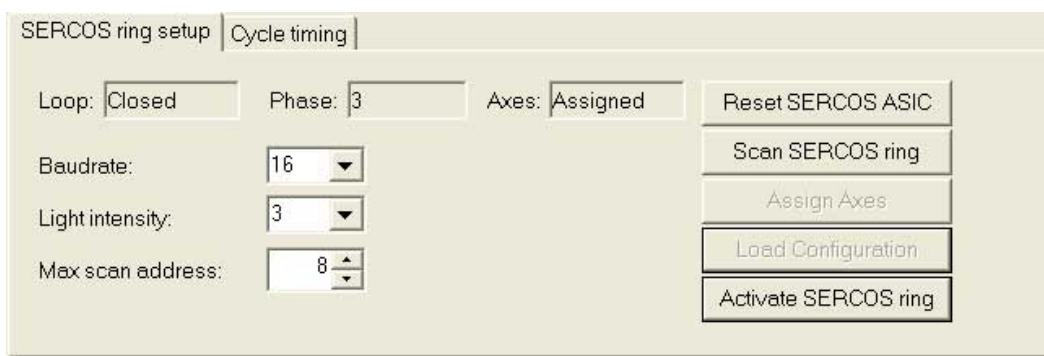 SERCOS ring setup Cycle timing
Loop: Closed Phase: 3 Axes: Assigned Reset SERCOS ASIC
Baudrate: 16 Scan SERCOS ring
Light intensity: 3 Assign Axes
Max scan address: 8 Load Configuration
Activate SERCOS ring